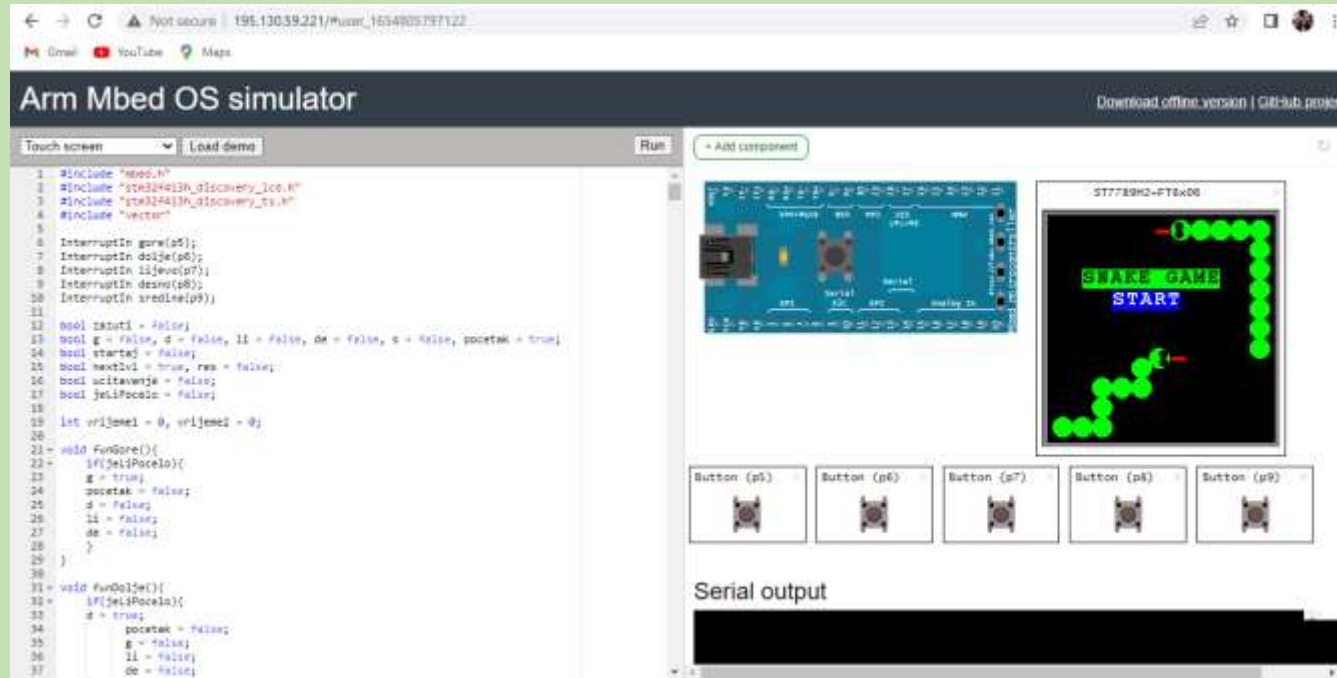 Not secure | 195.130.59.221/#user_1654805797122
Gmail YouTube Maps
Arm Mbed OS simulator
Download offline version | GitHub proje
Touch screen Load demo Run + Add component
1 #include "mbed.h"
2 #include "stm32f413h_discovery_lcd.h"
3 #include "stm32f413h_discovery_ts.h"
4 #include "vector"
5
6 InterruptIn gore(p5);
7 InterruptIn dolje(p6);
8 InterruptIn lijevo(p7);
9 InterruptIn desno(p8);
10 InterruptIn sredina(p9);
11
12 bool zazuti = false;
13 bool g = false, d = false, li = false, de = false, s = false, pocetak = true;
14 bool startaj = false;
15 bool nextlvl = true, res = false;
16 bool ucitavanje = false;
17 bool jeLiPocelo = false;
18
19 int vrijeme1 = 0, vrijeme2 = 0;
20
21 void funGore(){
22 if(jeLiPocelo){
23 g = true;
24 pocetak = false;
25 d = false;
26 li = false;
27 de = false;
28 }
29 }
30
31 void funDolje(){
32 if(jeLiPocelo){
33 d = true;
34 pocetak = false;
35 g = false;
36 li = false;
37 de = false;
ST7789H2+FT6x06
SNAKE GAME
START
Button (p5)
Button (p6)
Button (p7)
Button (p8)
Button (p9)
Serial output